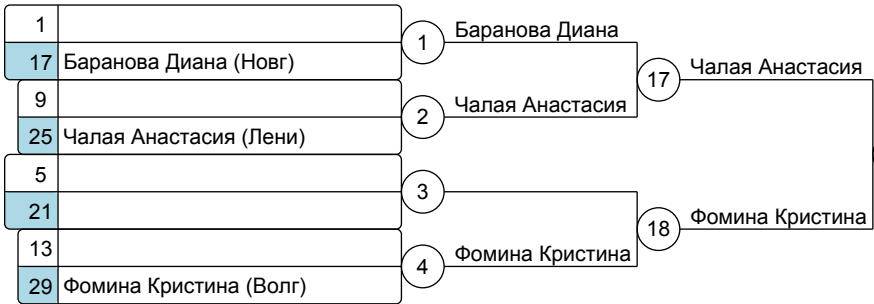 1
17 Баранова Диана (Новг)
9
25 Чалая Анастасия (Лени)
5
21
13
29 Фомина Кристина (Волг)
1 Баранова Диана
2 Чалая Анастасия
3
4 Фомина Кристина
17 Чалая Анастасия
18 Фомина Кристина